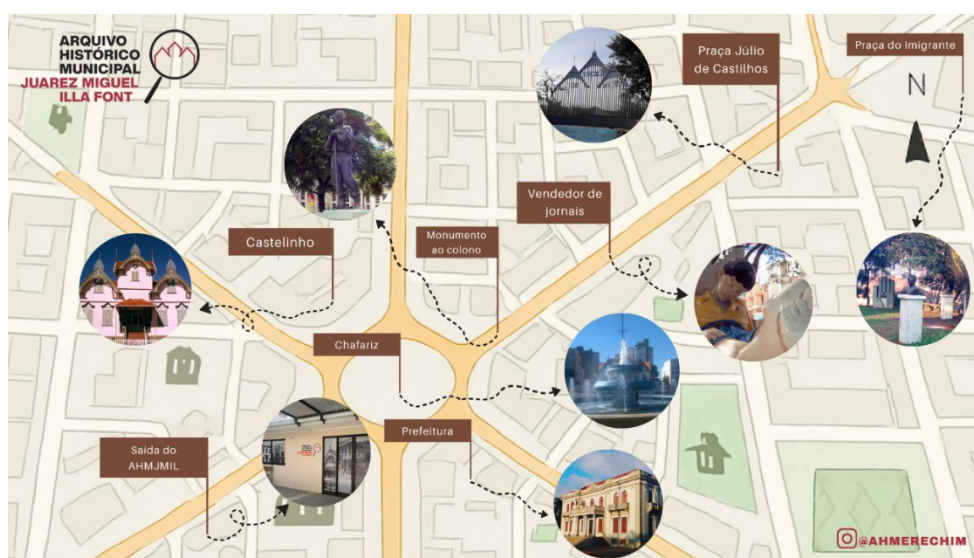 ARQUIVO
HISTÓRICO
MUNICIPAL
JUAREZ MIGUEL
ILLA FONT
Praça Júlio
de Castilhos
Praça do Imigrante
N
Vendedor de
jornais
Castelinho
Monumento
ao colono
Chafariz
Prefeitura
Saída do
AHMJMIL
@AHMERECHIM